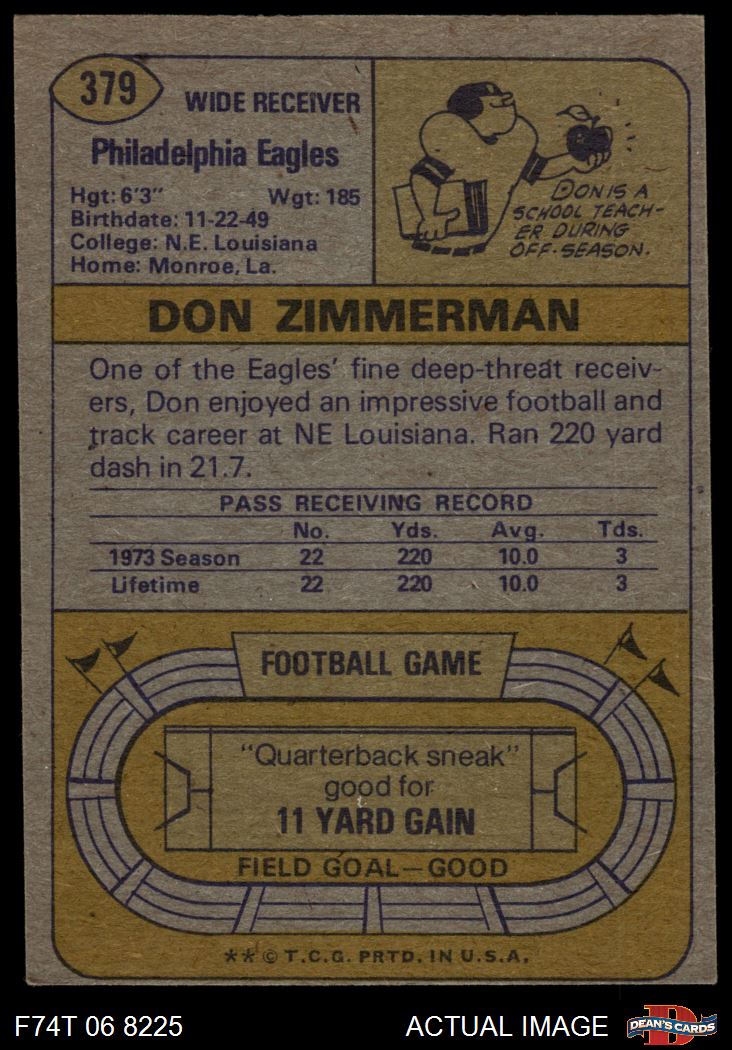 379
WIDE RECEIVER
Philadelphia Eagles
Hgt: 6'3" Wgt: 185
Birthdate: 11-22-49
College: N.E. Louisiana
Home: Monroe, La.
DON IS A
SCHOOL TEACH-
ER DURING
OFF-SEASON.
DON ZIMMERMAN
One of the Eagles' fine deep-threat receiv-
ers, Don enjoyed an impressive football and
track career at NE Louisiana. Ran 220 yard
dash in 21.7.
PASS RECEIVING RECORD
No. Yds. Avg. Tds.
1973 Season 22 220 10.0 3
Lifetime 22 220 10.0 3
FOOTBALL GAME
"Quarterback sneak"
good for
11 YARD GAIN
FIELD GOAL—GOOD
**© T.C.G. PRTD. IN U.S.A.
F74T 06 8225 ACTUAL IMAGE
D
DEAN'S CARDS